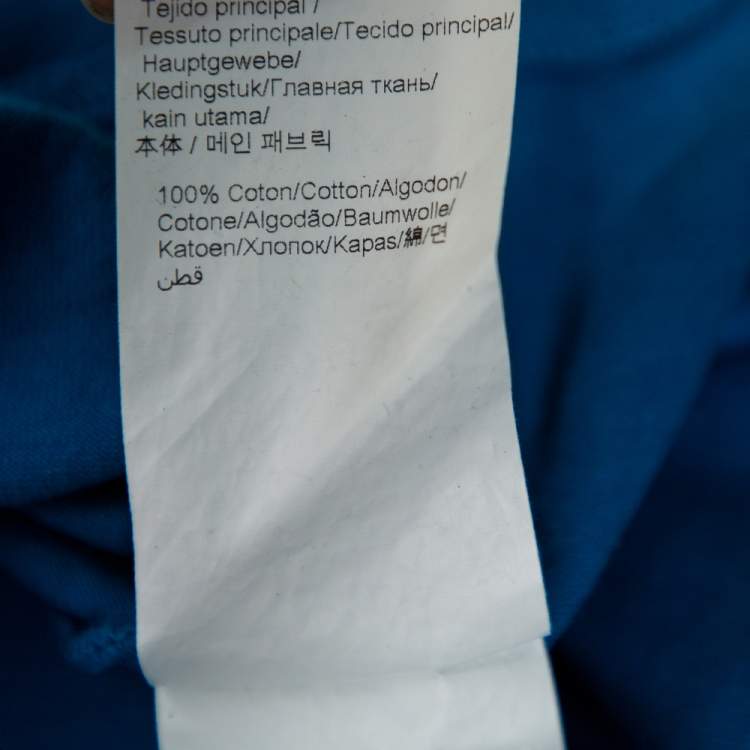 Tejido principal /
Tessuto principale/Tecido principal/
Hauptgewebe/
Kledingstuk/Главная ткань/
kain utama/
本体 / 메인 패브릭
100% Coton/Cotton/Algodon/
Cotone/Algodão/Baumwolle/
Katoen/Хлопок/Kapas/綿/면
قطن